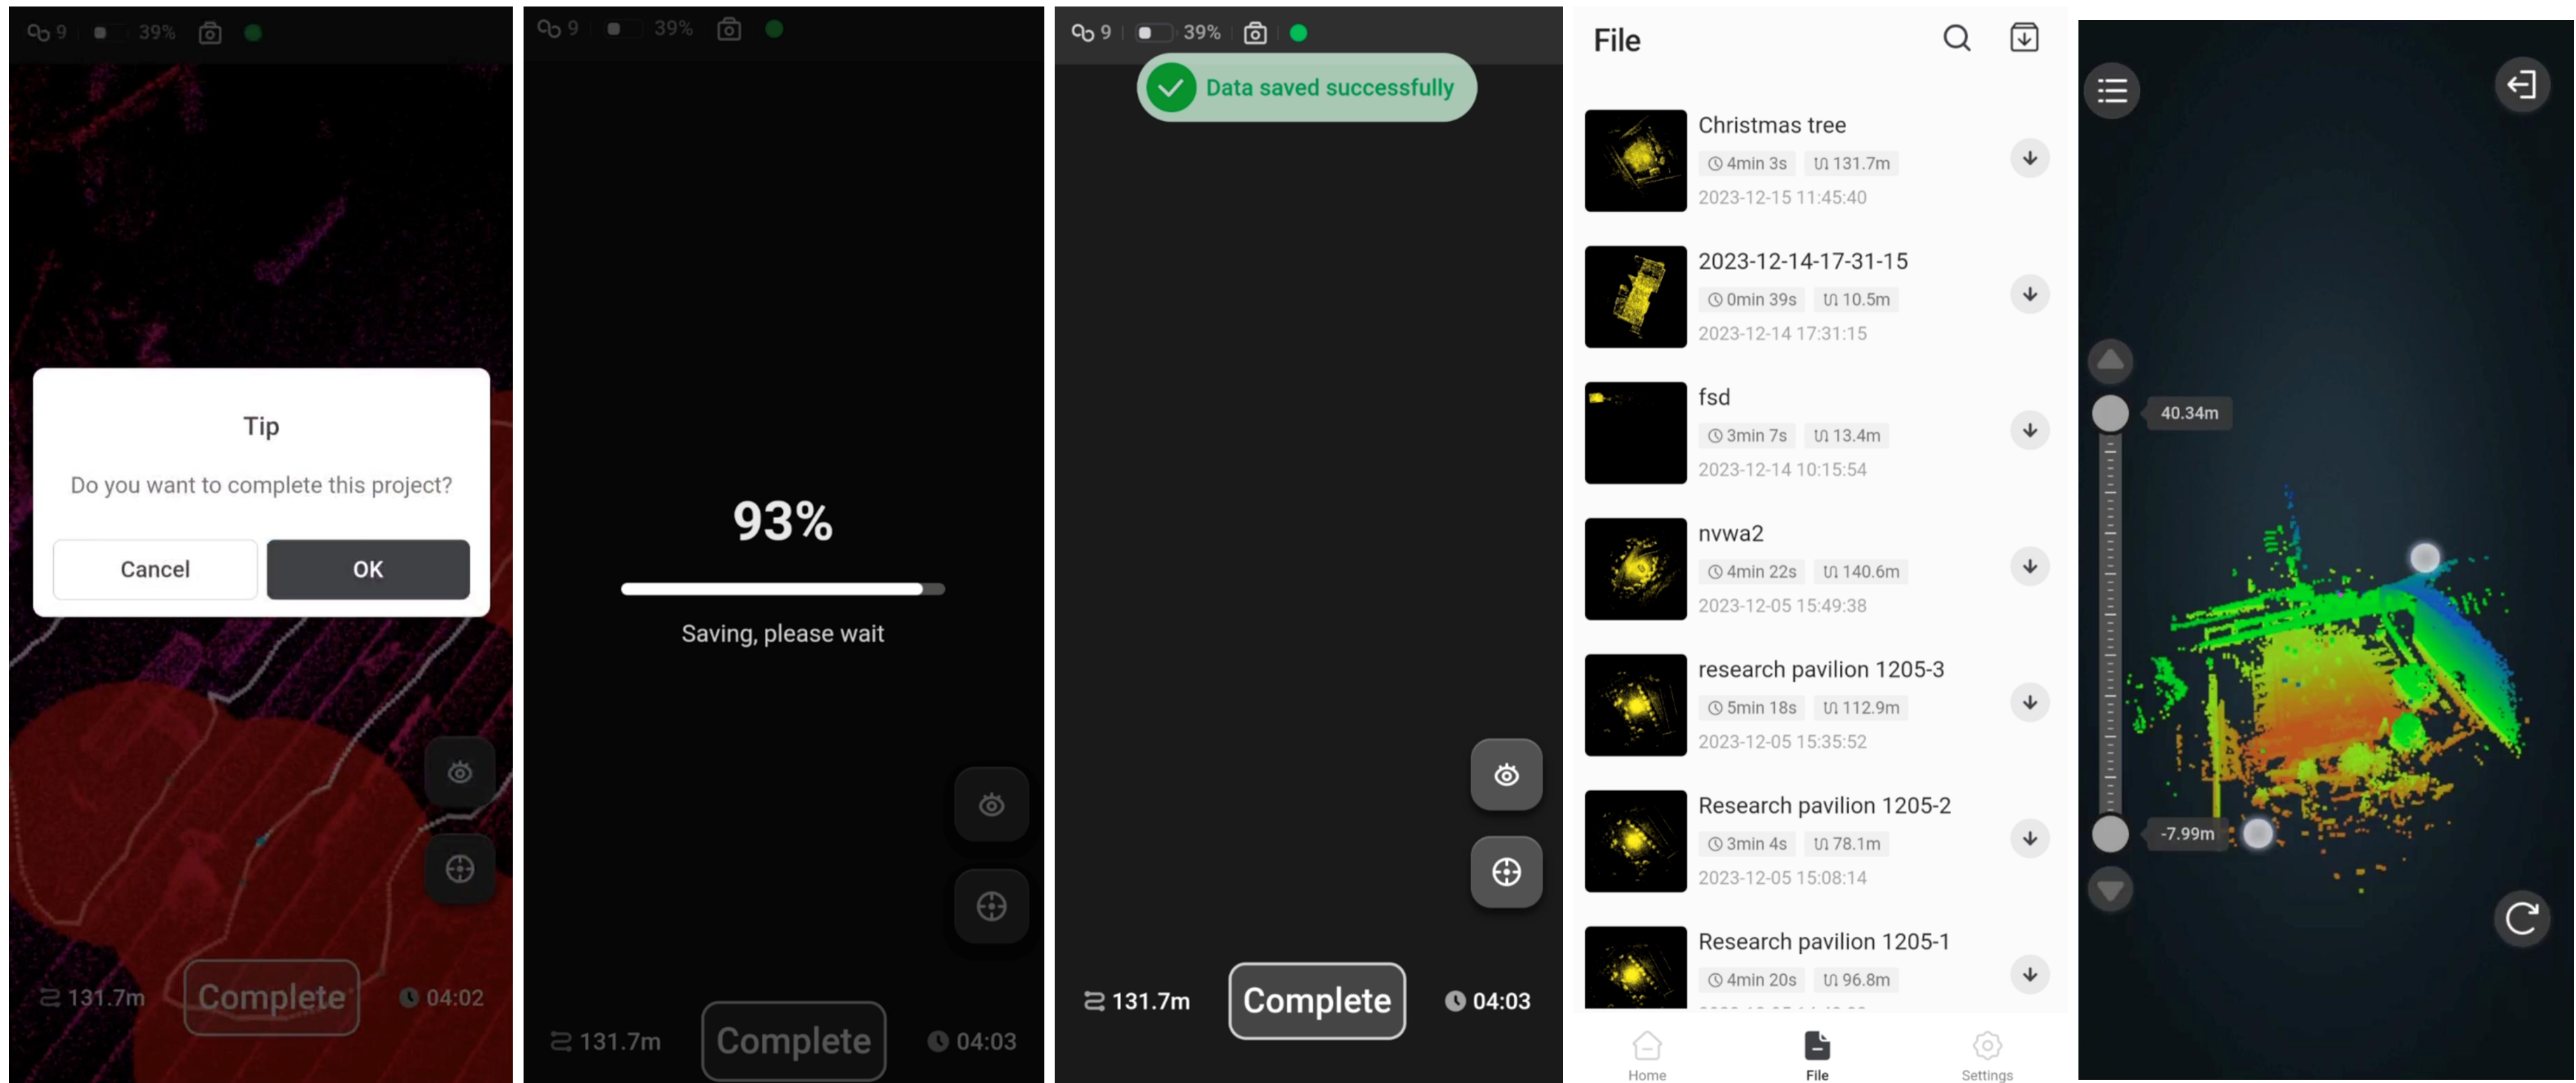 9 39%
Tip
Do you want to complete this project?
Cancel OK
131.7m Complete 04:02
9 39%
93%
Saving, please wait
131.7m Complete 04:03
9 39%
Data saved successfully
131.7m Complete 04:03
File
Christmas tree
4min 3s 131.7m
2023-12-15 11:45:40
2023-12-14-17-31-15
0min 39s 10.5m
2023-12-14 17:31:15
fsd
3min 7s 13.4m
2023-12-14 10:15:54
nvwa2
4min 22s 140.6m
2023-12-05 15:49:38
research pavilion 1205-3
5min 18s 112.9m
2023-12-05 15:35:52
Research pavilion 1205-2
3min 4s 78.1m
2023-12-05 15:08:14
Research pavilion 1205-1
4min 20s 96.8m
Home File Settings
40.34m
-7.99m